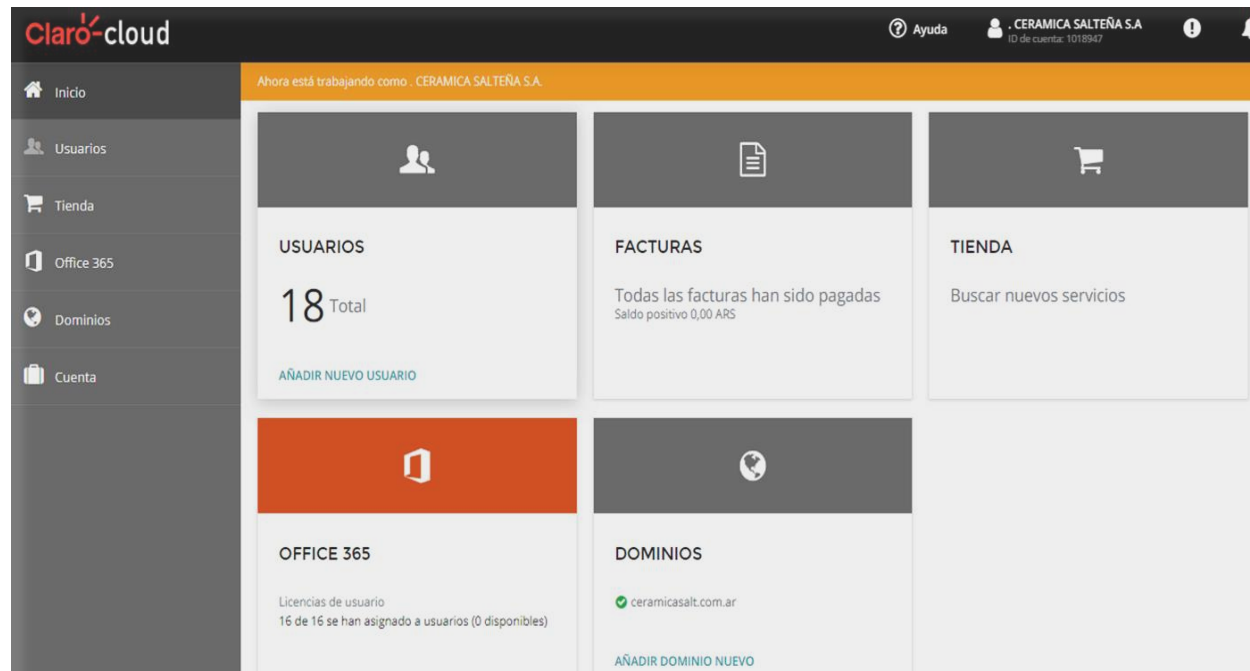 Claro-cloud
Ayuda
. CERAMICA SALTEÑA S.A
ID de cuenta: 1018947
Inicio
Usuarios
Tienda
Office 365
Dominios
Cuenta
Ahora está trabajando como . CERAMICA SALTEÑA S.A.
USUARIOS
18 Total
AÑADIR NUEVO USUARIO
FACTURAS
Todas las facturas han sido pagadas
Saldo positivo 0,00 ARS
TIENDA
Buscar nuevos servicios
OFFICE 365
Licencias de usuario
16 de 16 se han asignado a usuarios (0 disponibles)
DOMINIOS
ceramicasalt.com.ar
AÑADIR DOMINIO NUEVO